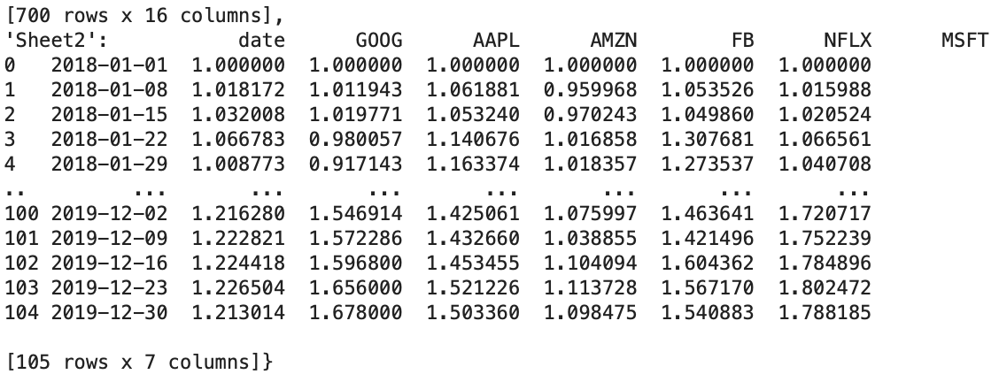 [700 rows x 16 columns],
'Sheet2':           date      GOOG      AAPL      AMZN        FB      NFLX      MSFT
0   2018-01-01  1.000000  1.000000  1.000000  1.000000  1.000000  1.000000
1   2018-01-08  1.018172  1.011943  1.061881  0.959968  1.053526  1.015988
2   2018-01-15  1.032008  1.019771  1.053240  0.970243  1.049860  1.020524
3   2018-01-22  1.066783  0.980057  1.140676  1.016858  1.307681  1.066561
4   2018-01-29  1.008773  0.917143  1.163374  1.018357  1.273537  1.040708
..         ...       ...       ...       ...       ...       ...       ...
100 2019-12-02  1.216280  1.546914  1.425061  1.075997  1.463641  1.720717
101 2019-12-09  1.222821  1.572286  1.432660  1.038855  1.421496  1.752239
102 2019-12-16  1.224418  1.596800  1.453455  1.104094  1.604362  1.784896
103 2019-12-23  1.226504  1.656000  1.521226  1.113728  1.567170  1.802472
104 2019-12-30  1.213014  1.678000  1.503360  1.098475  1.540883  1.788185
[105 rows x 7 columns]}